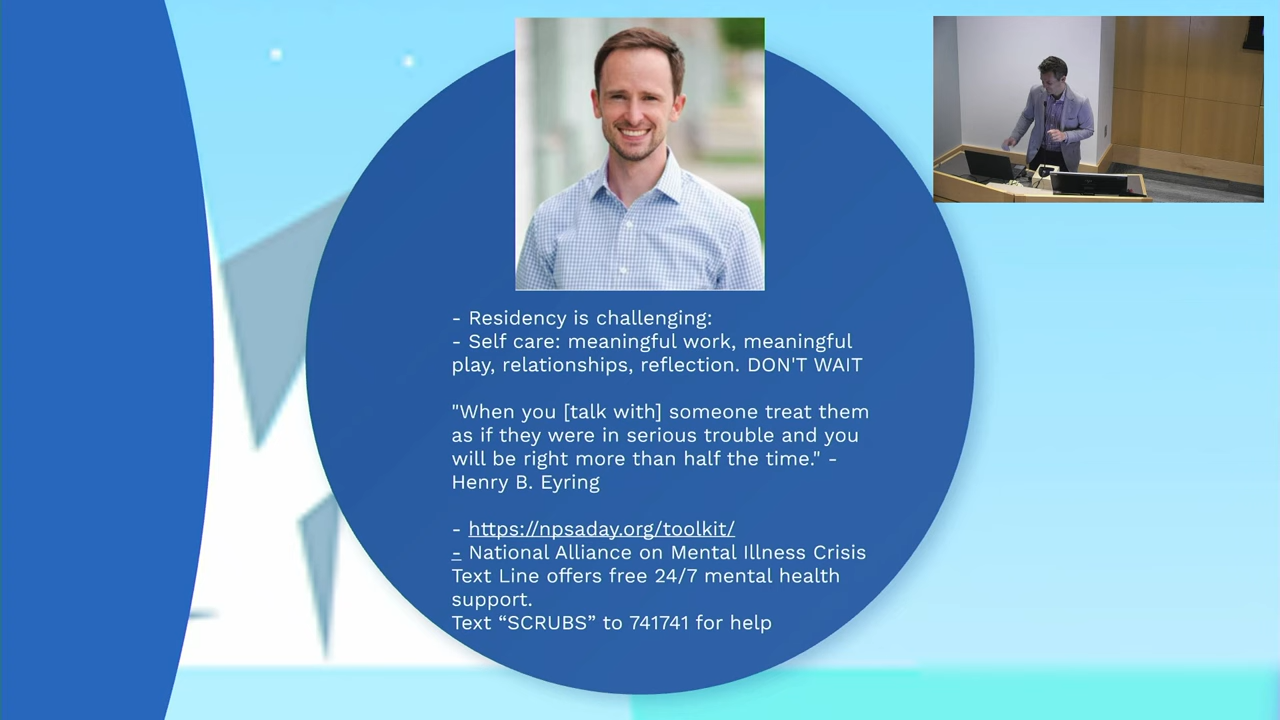 - Residency is challenging:
- Self care: meaningful work, meaningful
play, relationships, reflection. DON'T WAIT
"When you [talk with] someone treat them
as if they were in serious trouble and you
will be right more than half the time." -
Henry B. Eyring
- https://npsaday.org/toolkit/
- National Alliance on Mental Illness Crisis
Text Line offers free 24/7 mental health
support.
Text “SCRUBS” to 741741 for help